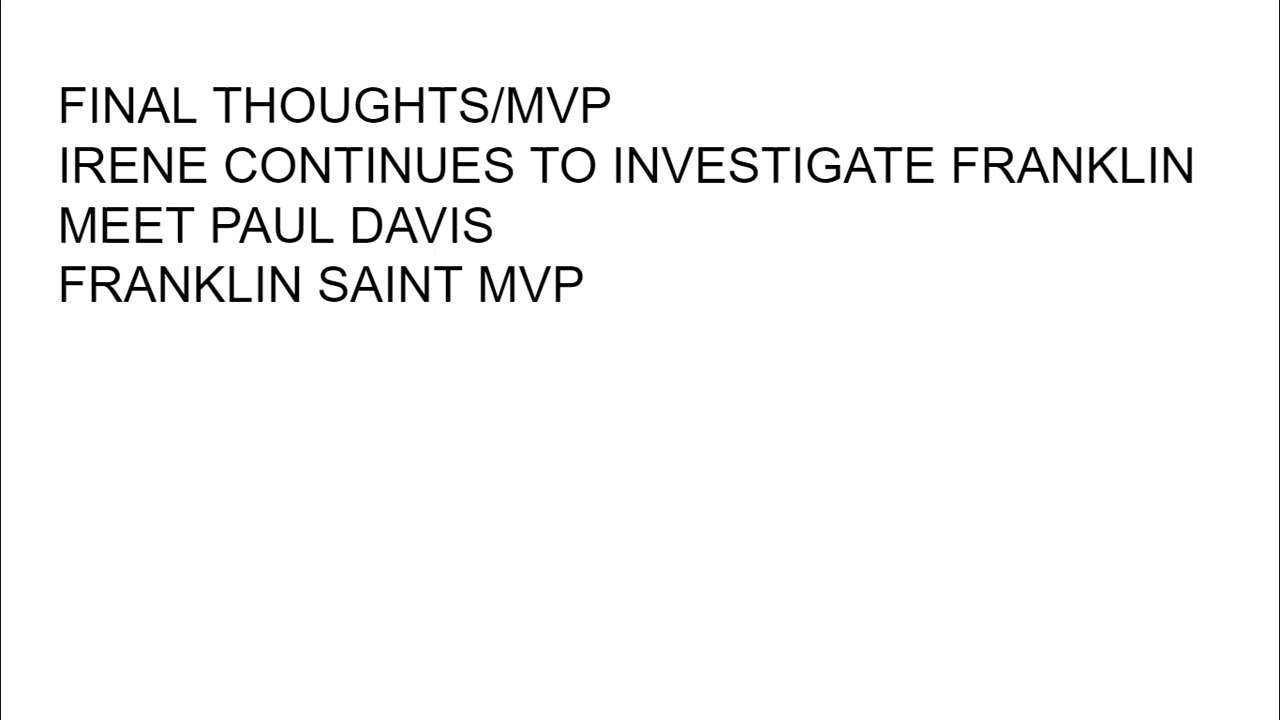 FINAL THOUGHTS/MVP
IRENE CONTINUES TO INVESTIGATE FRANKLIN
MEET PAUL DAVIS
FRANKLIN SAINT MVP